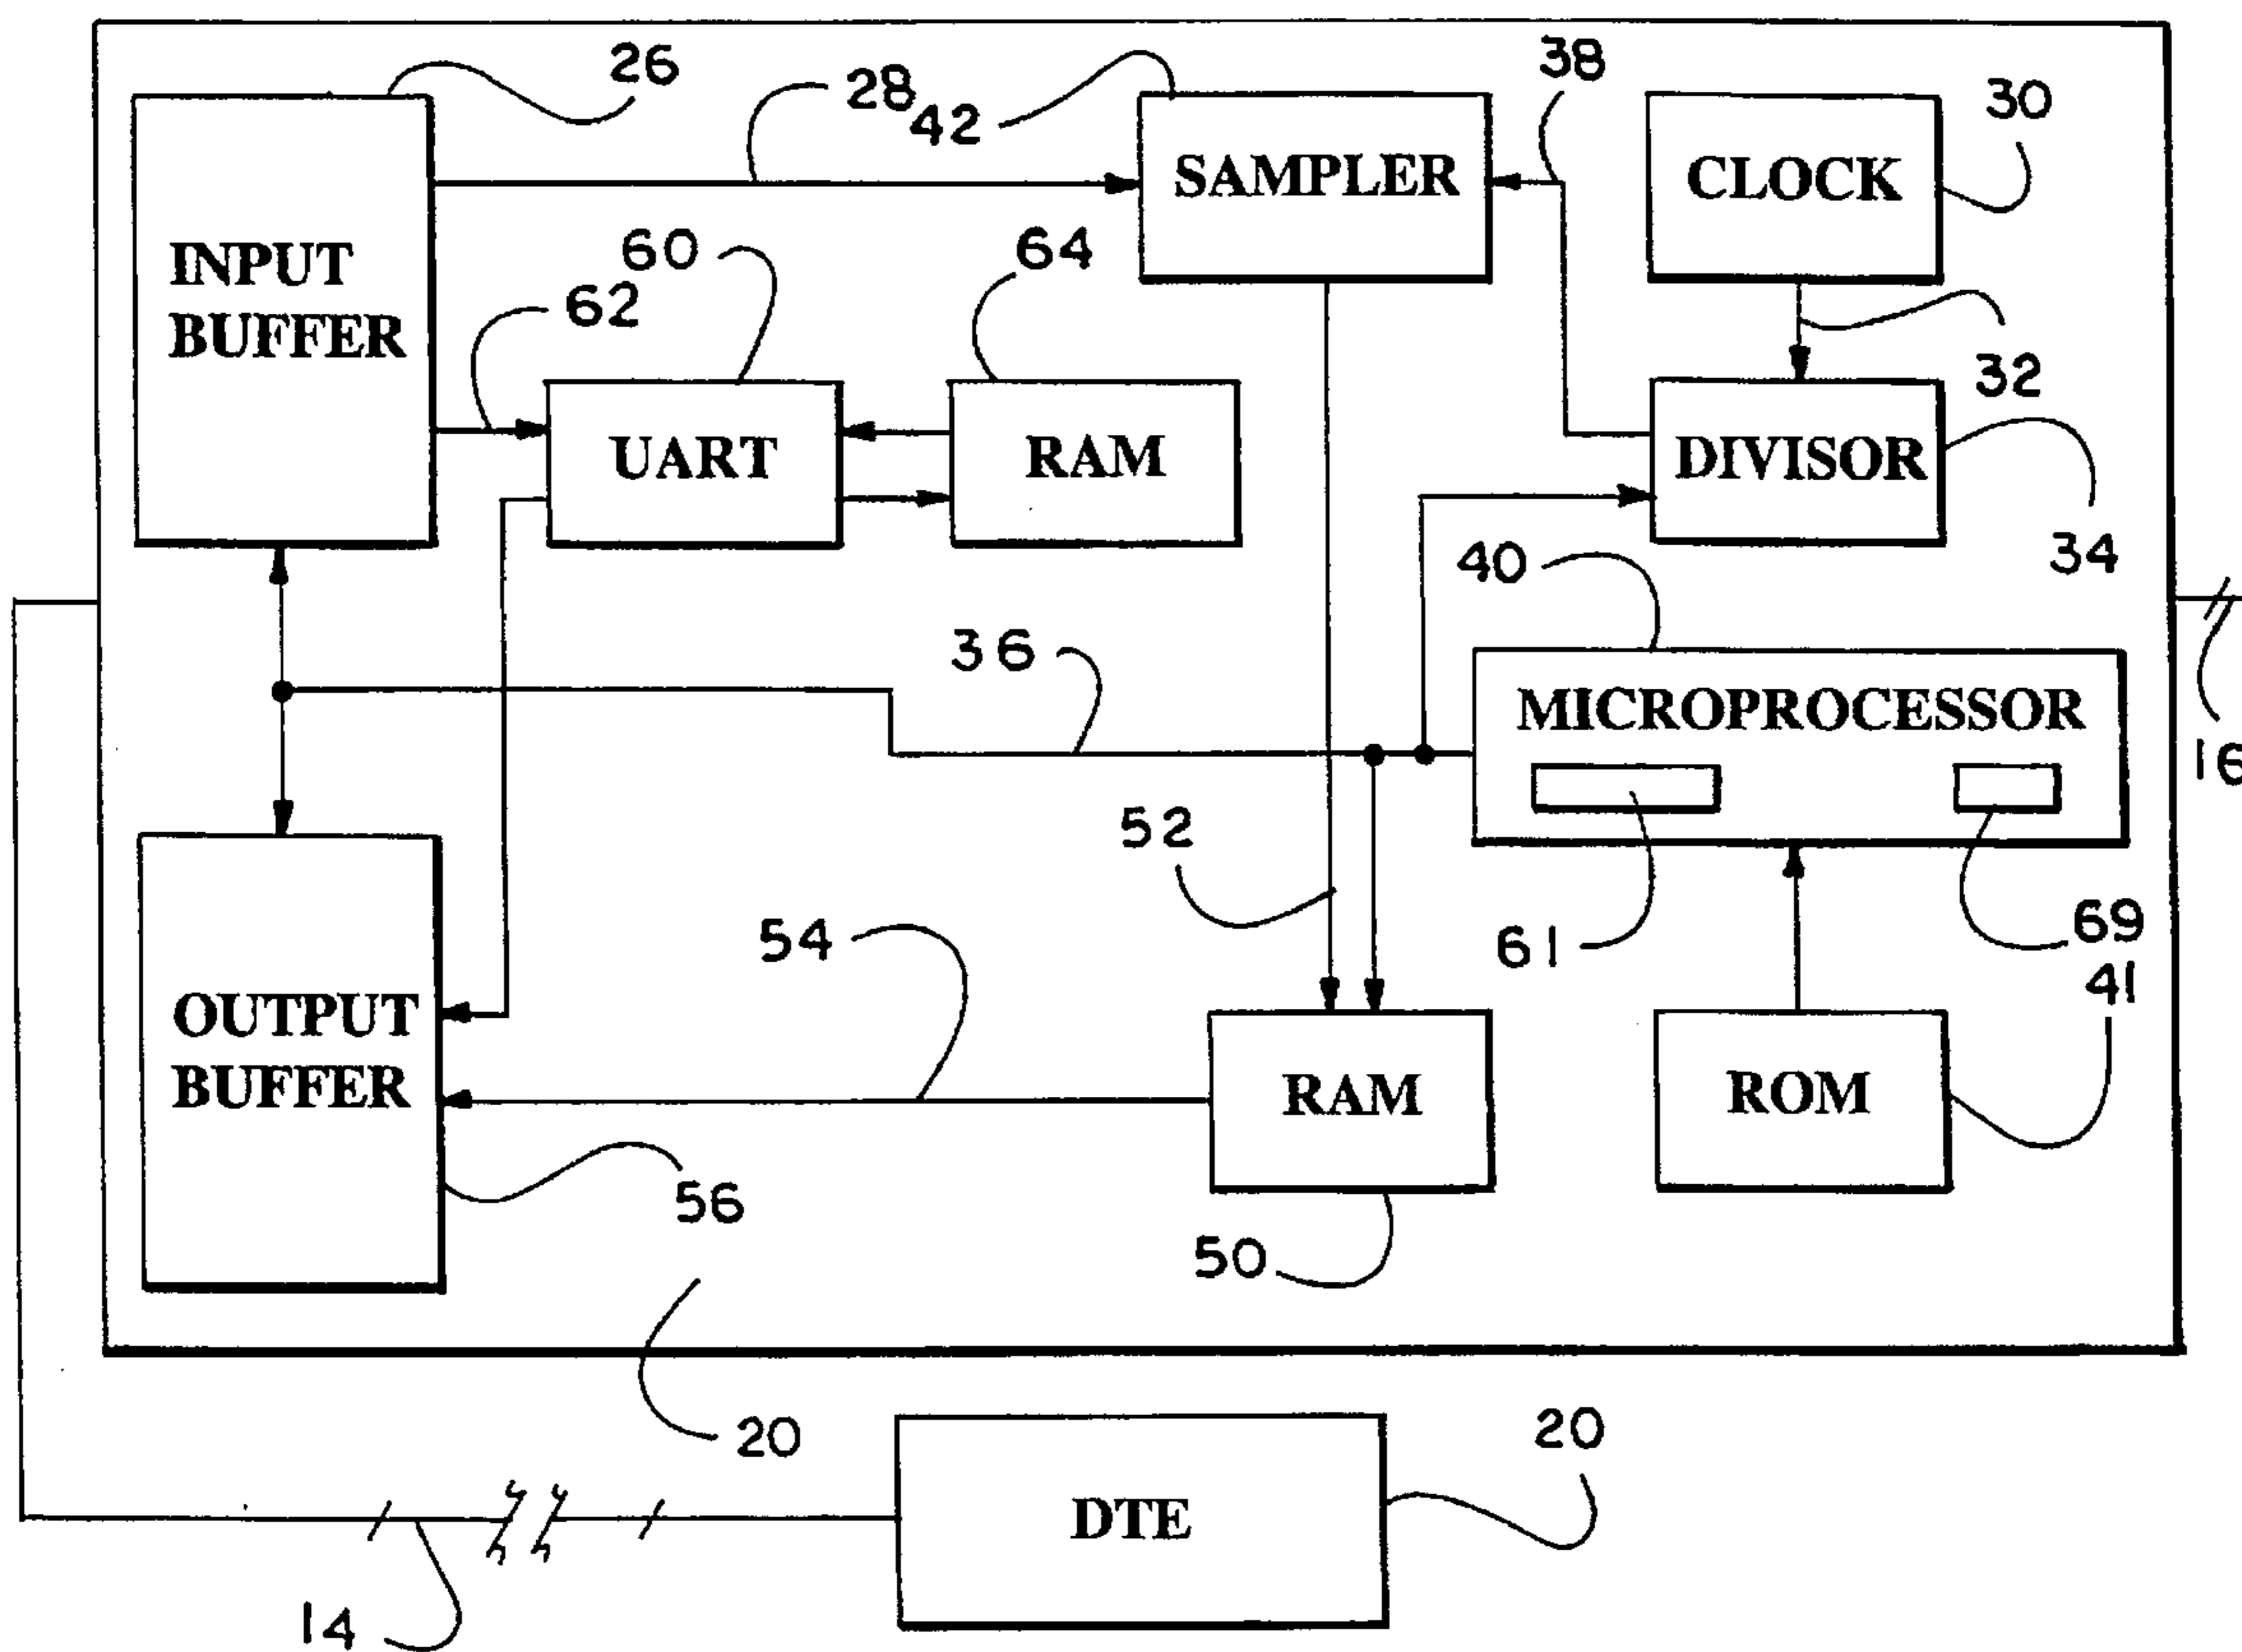 26
28
42
38
30
INPUT
BUFFER
SAMPLER
CLOCK
60
62
64
32
UART
RAM
DIVISOR
34
40
36
MICROPROCESSOR
16
52
61
69
41
54
OUTPUT
BUFFER
RAM
ROM
56
50
20
20
DTE
14